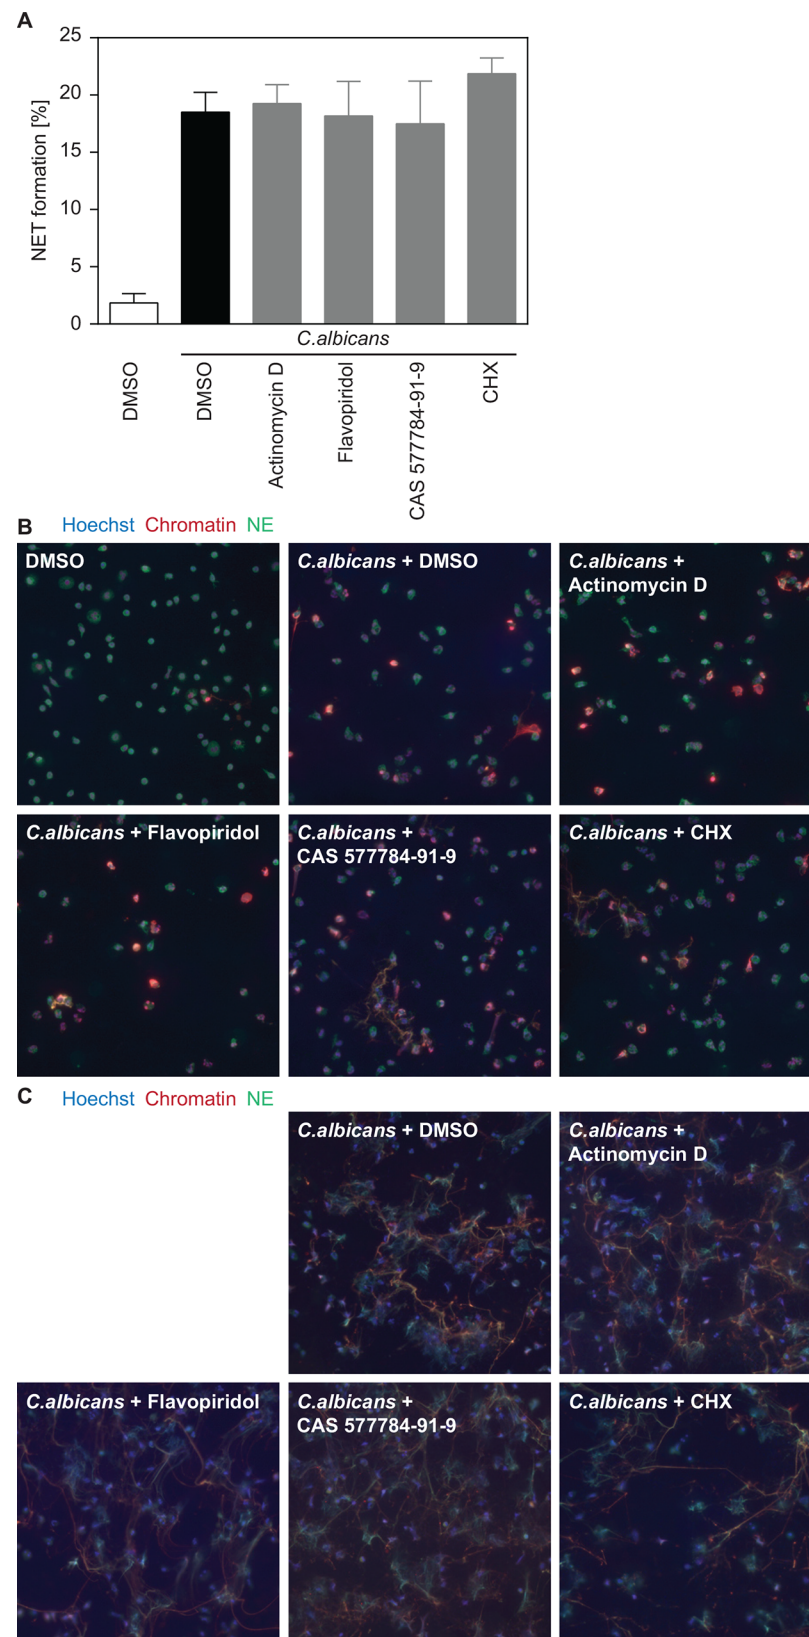 A
25
20
15
10
5
0
NET formation [%]
C.albicans
DMSO
DMSO
Actinomycin D
Flavopiridol
CAS 577784-91-9
CHX
B
Hoechst Chromatin NE
DMSO
C.albicans + DMSO
C.albicans +
Actinomycin D
C.albicans + Flavopiridol
C.albicans +
CAS 577784-91-9
C.albicans + CHX
C
Hoechst Chromatin NE
C.albicans + DMSO
C.albicans +
Actinomycin D
C.albicans + Flavopiridol
C.albicans +
CAS 577784-91-9
C.albicans + CHX